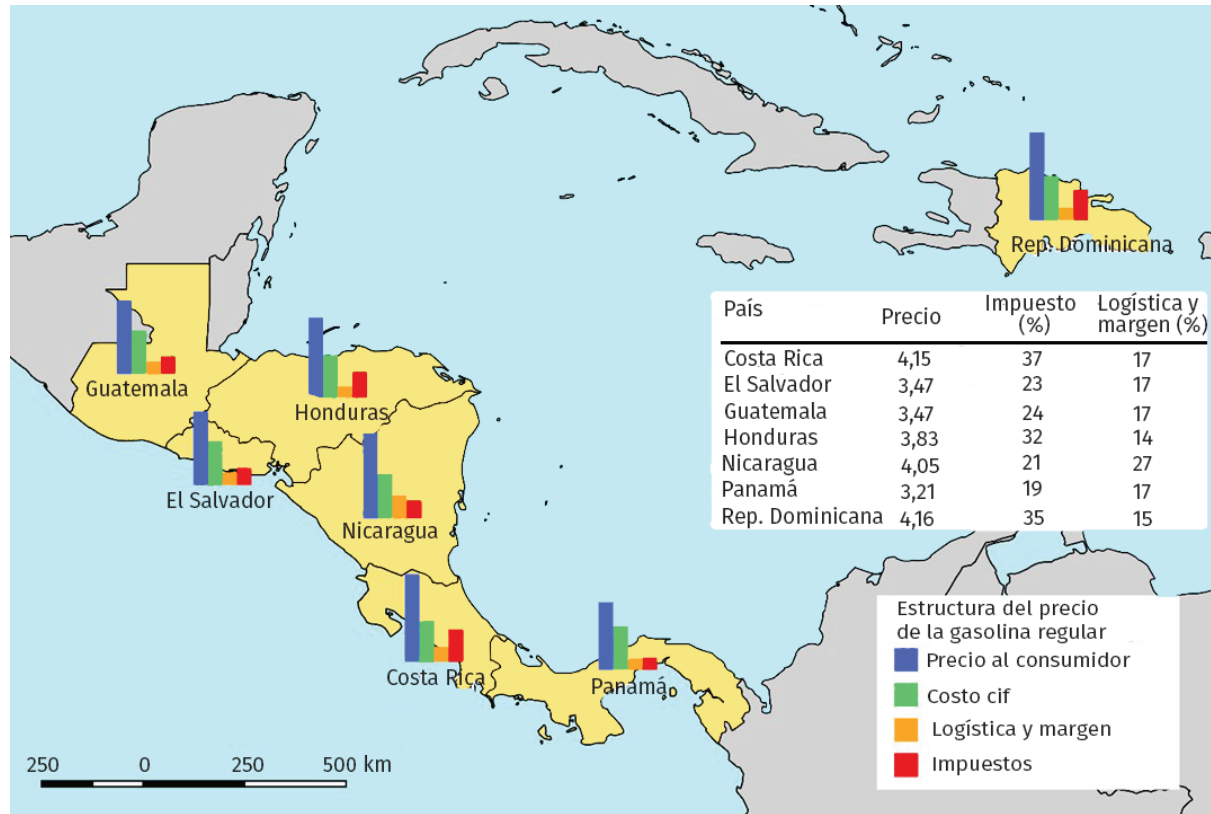 Rep. Dominicana
Guatemala
Honduras
El Salvador
Nicaragua
Costa Rica
Panamá
País Precio Impuesto (%) Logística y margen (%)
Costa Rica 4,15 37 17
El Salvador 3,47 23 17
Guatemala 3,47 24 17
Honduras 3,83 32 14
Nicaragua 4,05 21 27
Panamá 3,21 19 17
Rep. Dominicana 4,16 35 15
Estructura del precio
de la gasolina regular
Precio al consumidor
Costo cif
Logística y margen
Impuestos
250 0 250 500 km